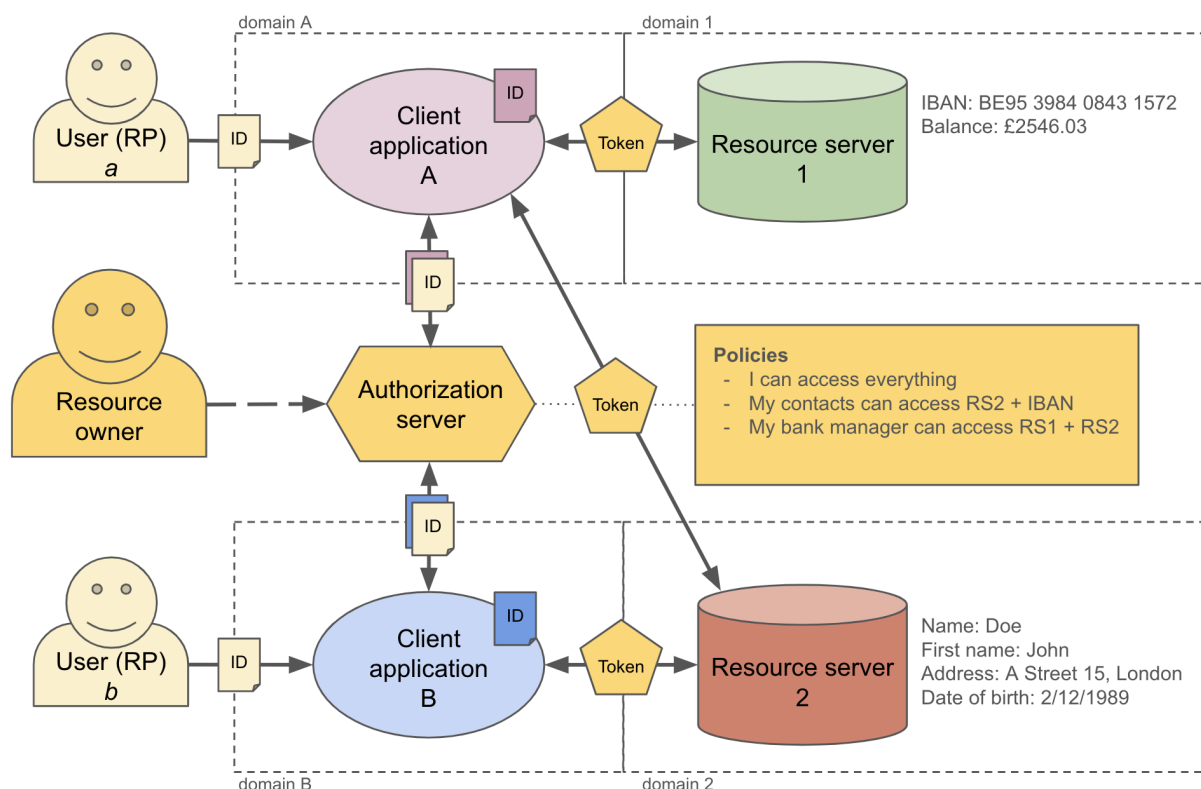 domain A
domain 1
User (RP)
a
ID
Client
application
A
ID
Token
Resource server
1
IBAN: BE95 3984 0843 1572
Balance: £2546.03
ID
Resource
owner
Authorization
server
Token
Policies
- I can access everything
- My contacts can access RS2 + IBAN
- My bank manager can access RS1 + RS2
ID
User (RP)
b
ID
Client
application
B
ID
Token
Resource server
2
Name: Doe
First name: John
Address: A Street 15, London
Date of birth: 2/12/1989
domain B
domain 2